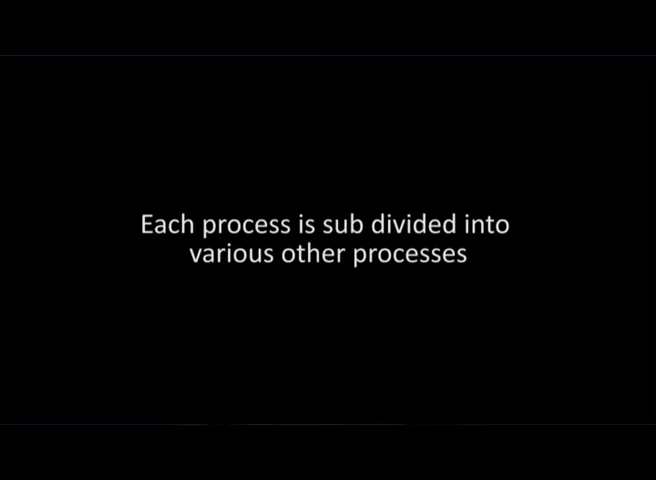 Each process is sub divided into
various other processes